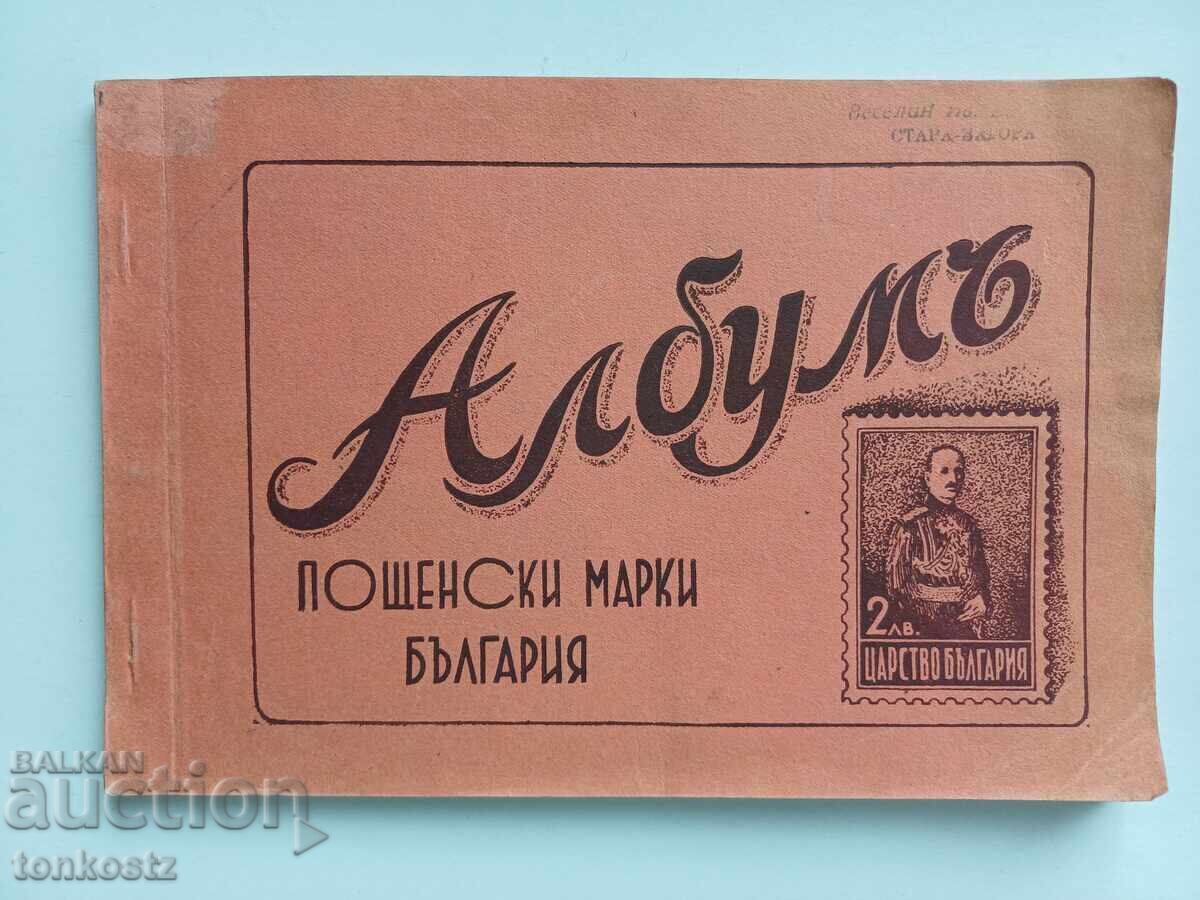 Веселин
СТАРА-ЗАГОРА
Албумъ
ПОЩЕНСКИ МАРКИ
БЪЛГАРИЯ
2 ЛВ.
ЦАРСТВО БЪЛГАРИЯ
BALKAN
auction
tonkostz